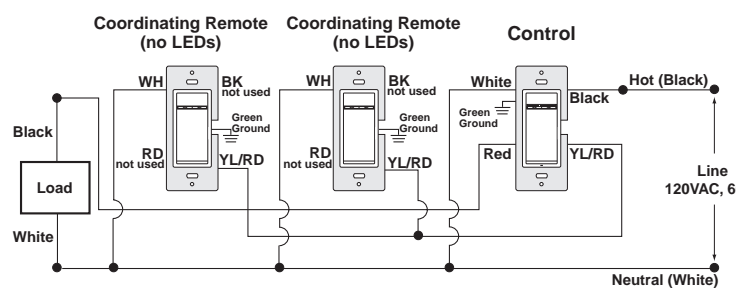 Coordinating Remote
(no LEDs)
Coordinating Remote
(no LEDs)
Control
WH
BK
not used
Green
Ground
RD
not used
YL/RD
WH
BK
not used
Green
Ground
RD
not used
YL/RD
White
Green
Ground
Black
Red
YL/RD
Hot (Black)
Black
Load
White
Line
120VAC, 6
Neutral (White)